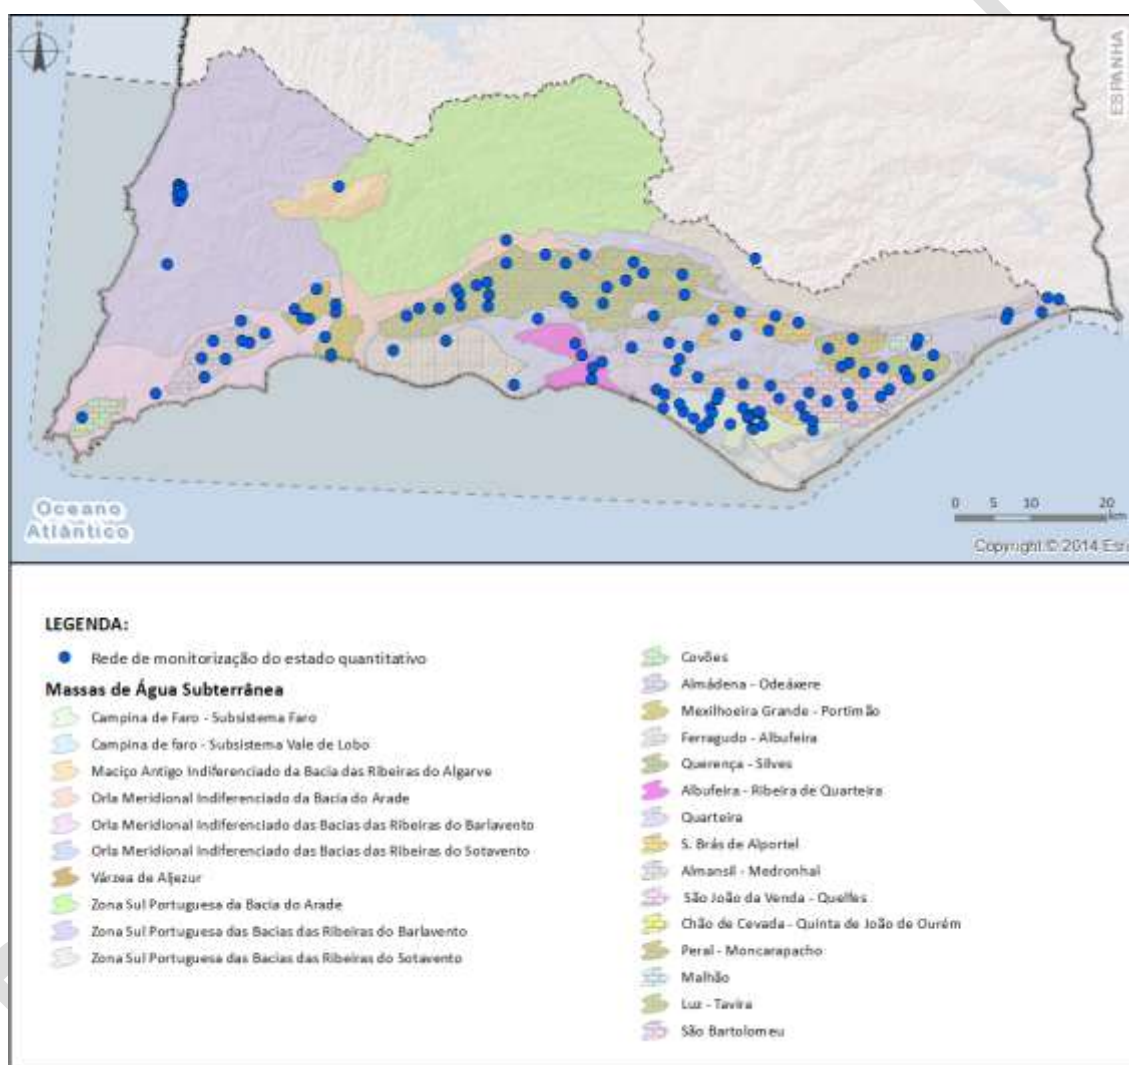 N
ESPANHA
Oceano
Atlântico
0 5 10 20
km
Copyright © 2014 Esri
LEGENDA:
Rede de monitorização do estado quantitativo
Massas de Água Subterrânea
Campina de Faro - Subsistema Faro
Campina de faro - Subsistema Vale de Lobo
Maciço Antigo Indiferenciado da Bacia das Ribeiras do Algarve
Orla Meridional Indiferenciado da Bacia do Arade
Orla Meridional Indiferenciado das Bacias das Ribeiras do Barlavento
Orla Meridional Indiferenciado das Bacias das Ribeiras do Sotavento
Várzea de Aljezur
Zona Sul Portuguesa da Bacia do Arade
Zona Sul Portuguesa das Bacias das Ribeiras do Barlavento
Zona Sul Portuguesa das Bacias das Ribeiras do Sotavento
Covões
Almádena - Odeáxere
Mexilhoeira Grande - Portimão
Ferragudo - Albufeira
Querença - Silves
Albufeira - Ribeira de Quarteira
Quarteira
S. Brás de Alportel
Almansil - Medronhal
São João da Venda - Quelfes
Chão de Cevada - Quinta de João de Ourém
Peral - Moncarapacho
Malhão
Luz - Tavira
São Bartolomeu